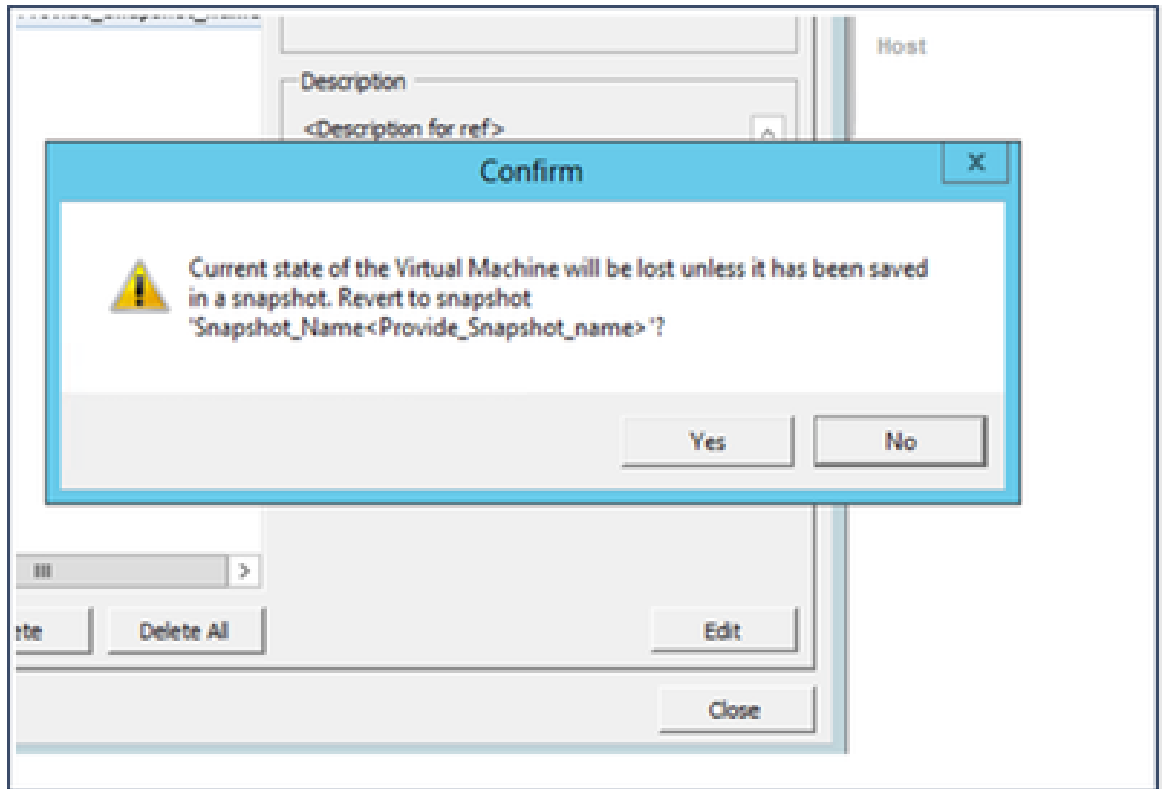 Host
Description
<Description for ref>
Confirm
X
Current state of the Virtual Machine will be lost unless it has been saved
in a snapshot. Revert to snapshot
'Snapshot_Name<Provide_Snapshot_name> '?
Yes
No
ete
Delete All
Edit
Close